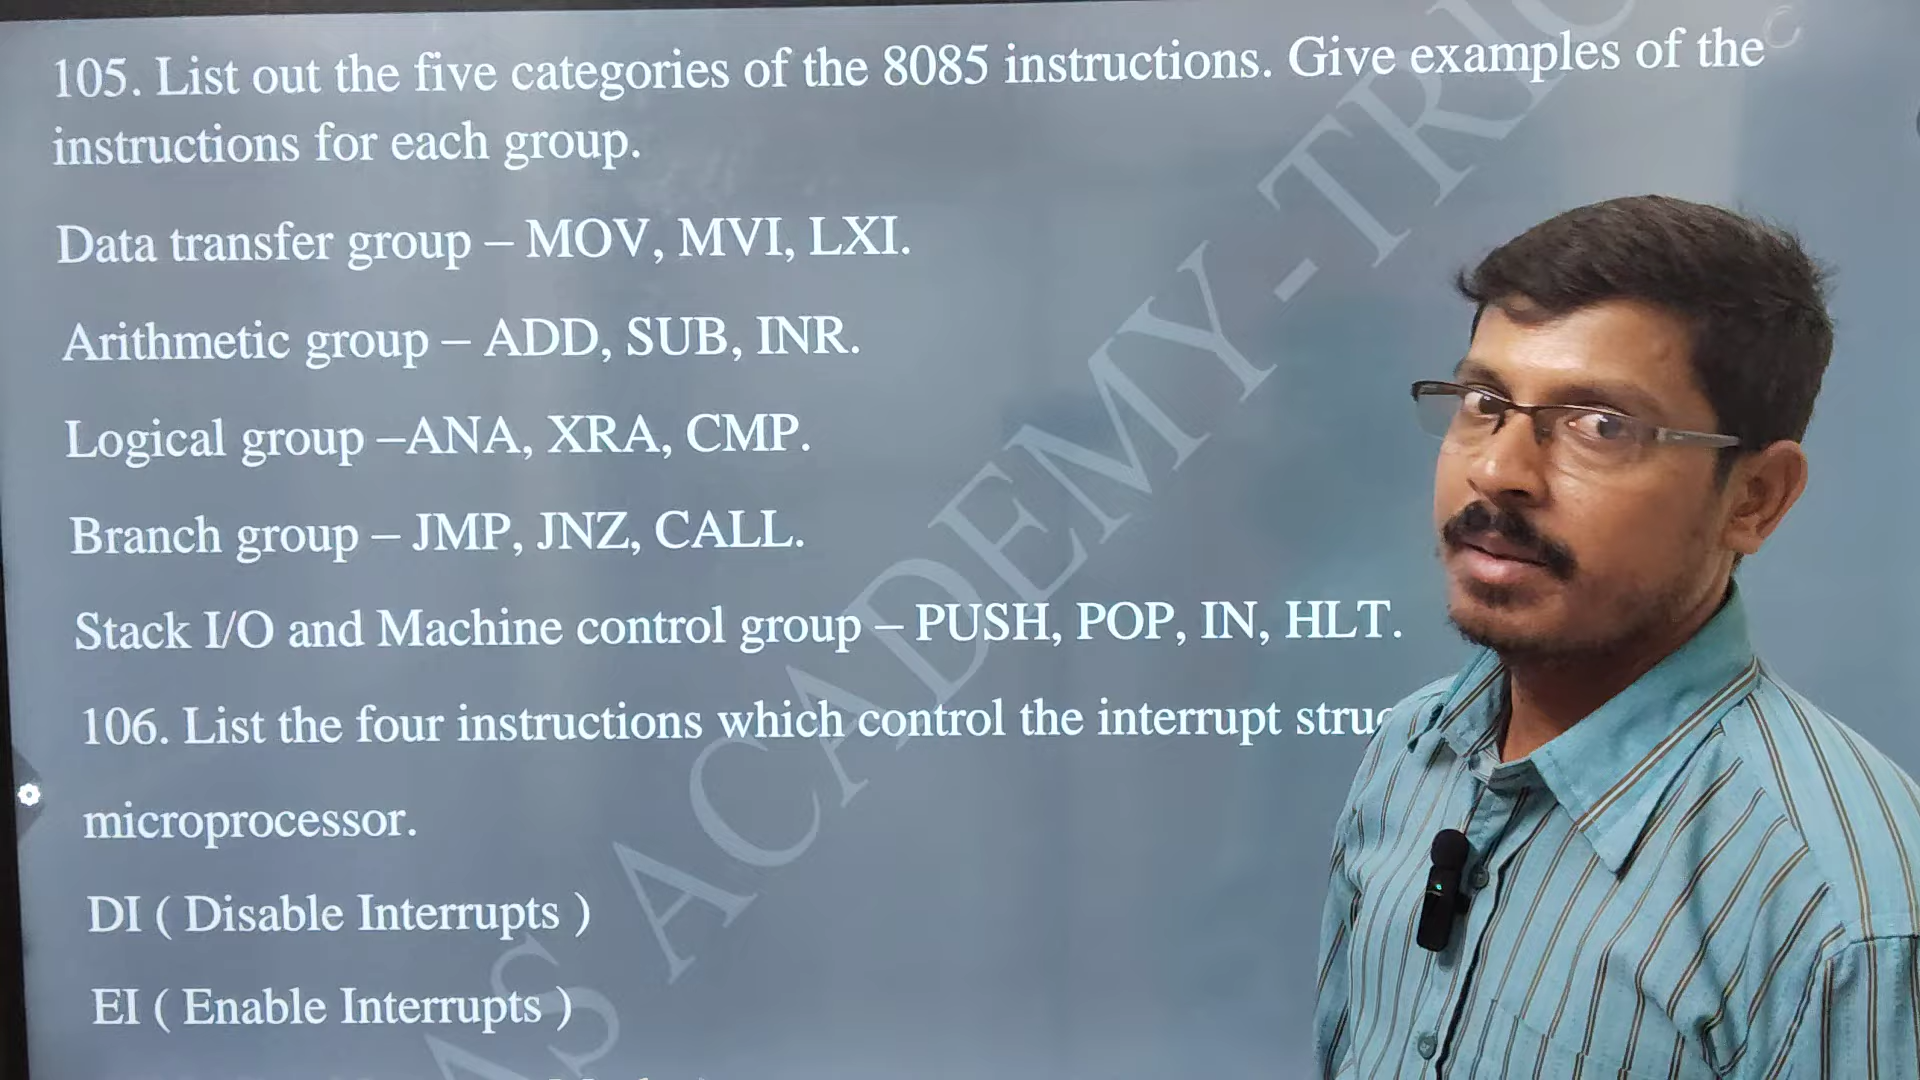 105. List out the five categories of the 8085 instructions. Give examples of the
instructions for each group.
Data transfer group – MOV, MVI, LXI.
Arithmetic group – ADD, SUB, INR.
Logical group –ANA, XRA, CMP.
Branch group – JMP, JNZ, CALL.
Stack I/O and Machine control group – PUSH, POP, IN, HLT.
106. List the four instructions which control the interrupt
microprocessor.
DI ( Disable Interrupts )
EI ( Enable Interrupts )
ACADEMY -